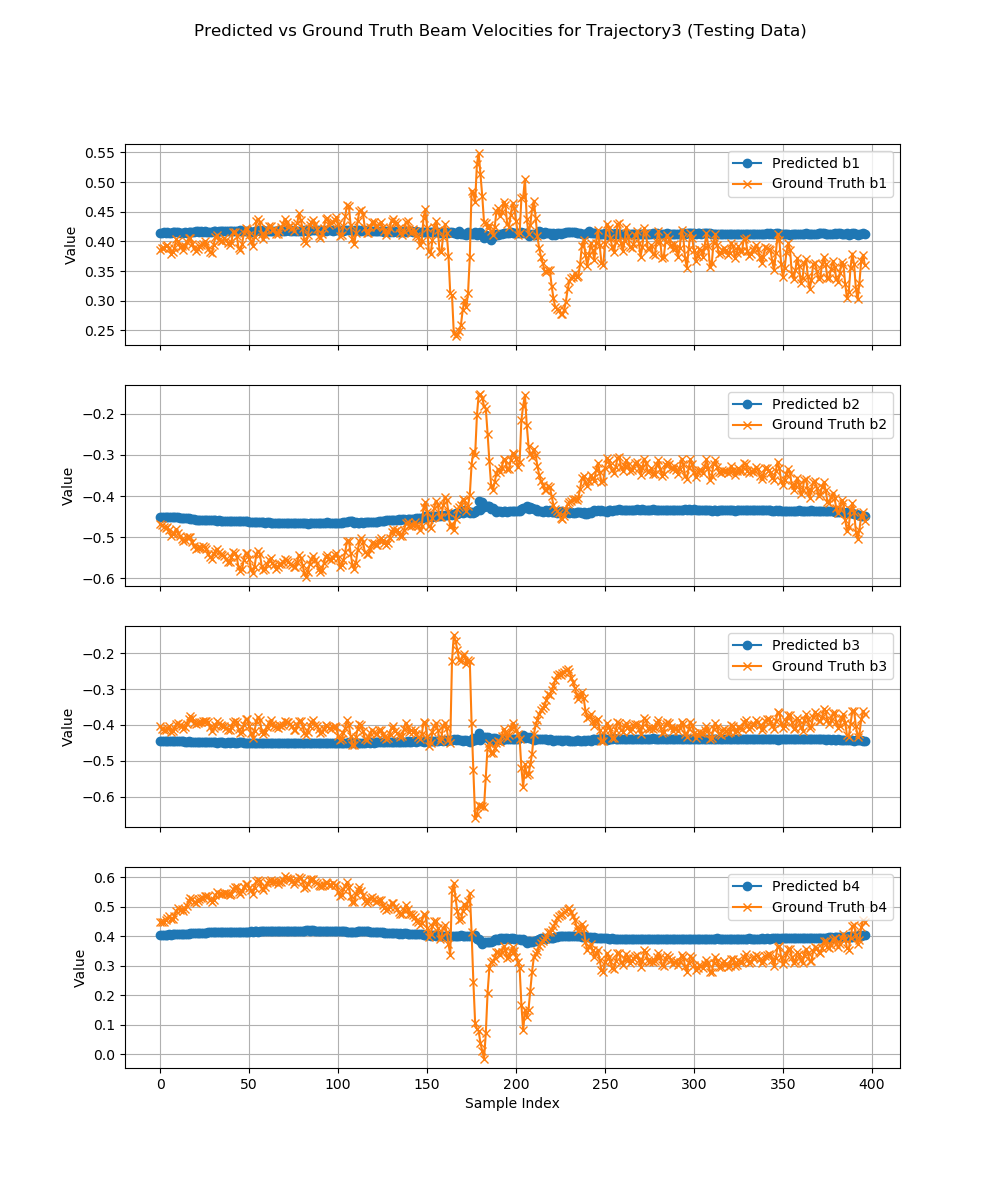 Predicted vs Ground Truth Beam Velocities for Trajectory3 (Testing Data)
0.55
0.50
0.45
0.40
0.35
0.30
0.25
Value
Predicted b1
Ground Truth b1
−0.2
−0.3
−0.4
−0.5
−0.6
Value
Predicted b2
Ground Truth b2
−0.2
−0.3
−0.4
−0.5
−0.6
Value
Predicted b3
Ground Truth b3
0.6
0.5
0.4
0.3
0.2
0.1
0.0
Value
Predicted b4
Ground Truth b4
0 50 100 150 200 250 300 350 400
Sample Index